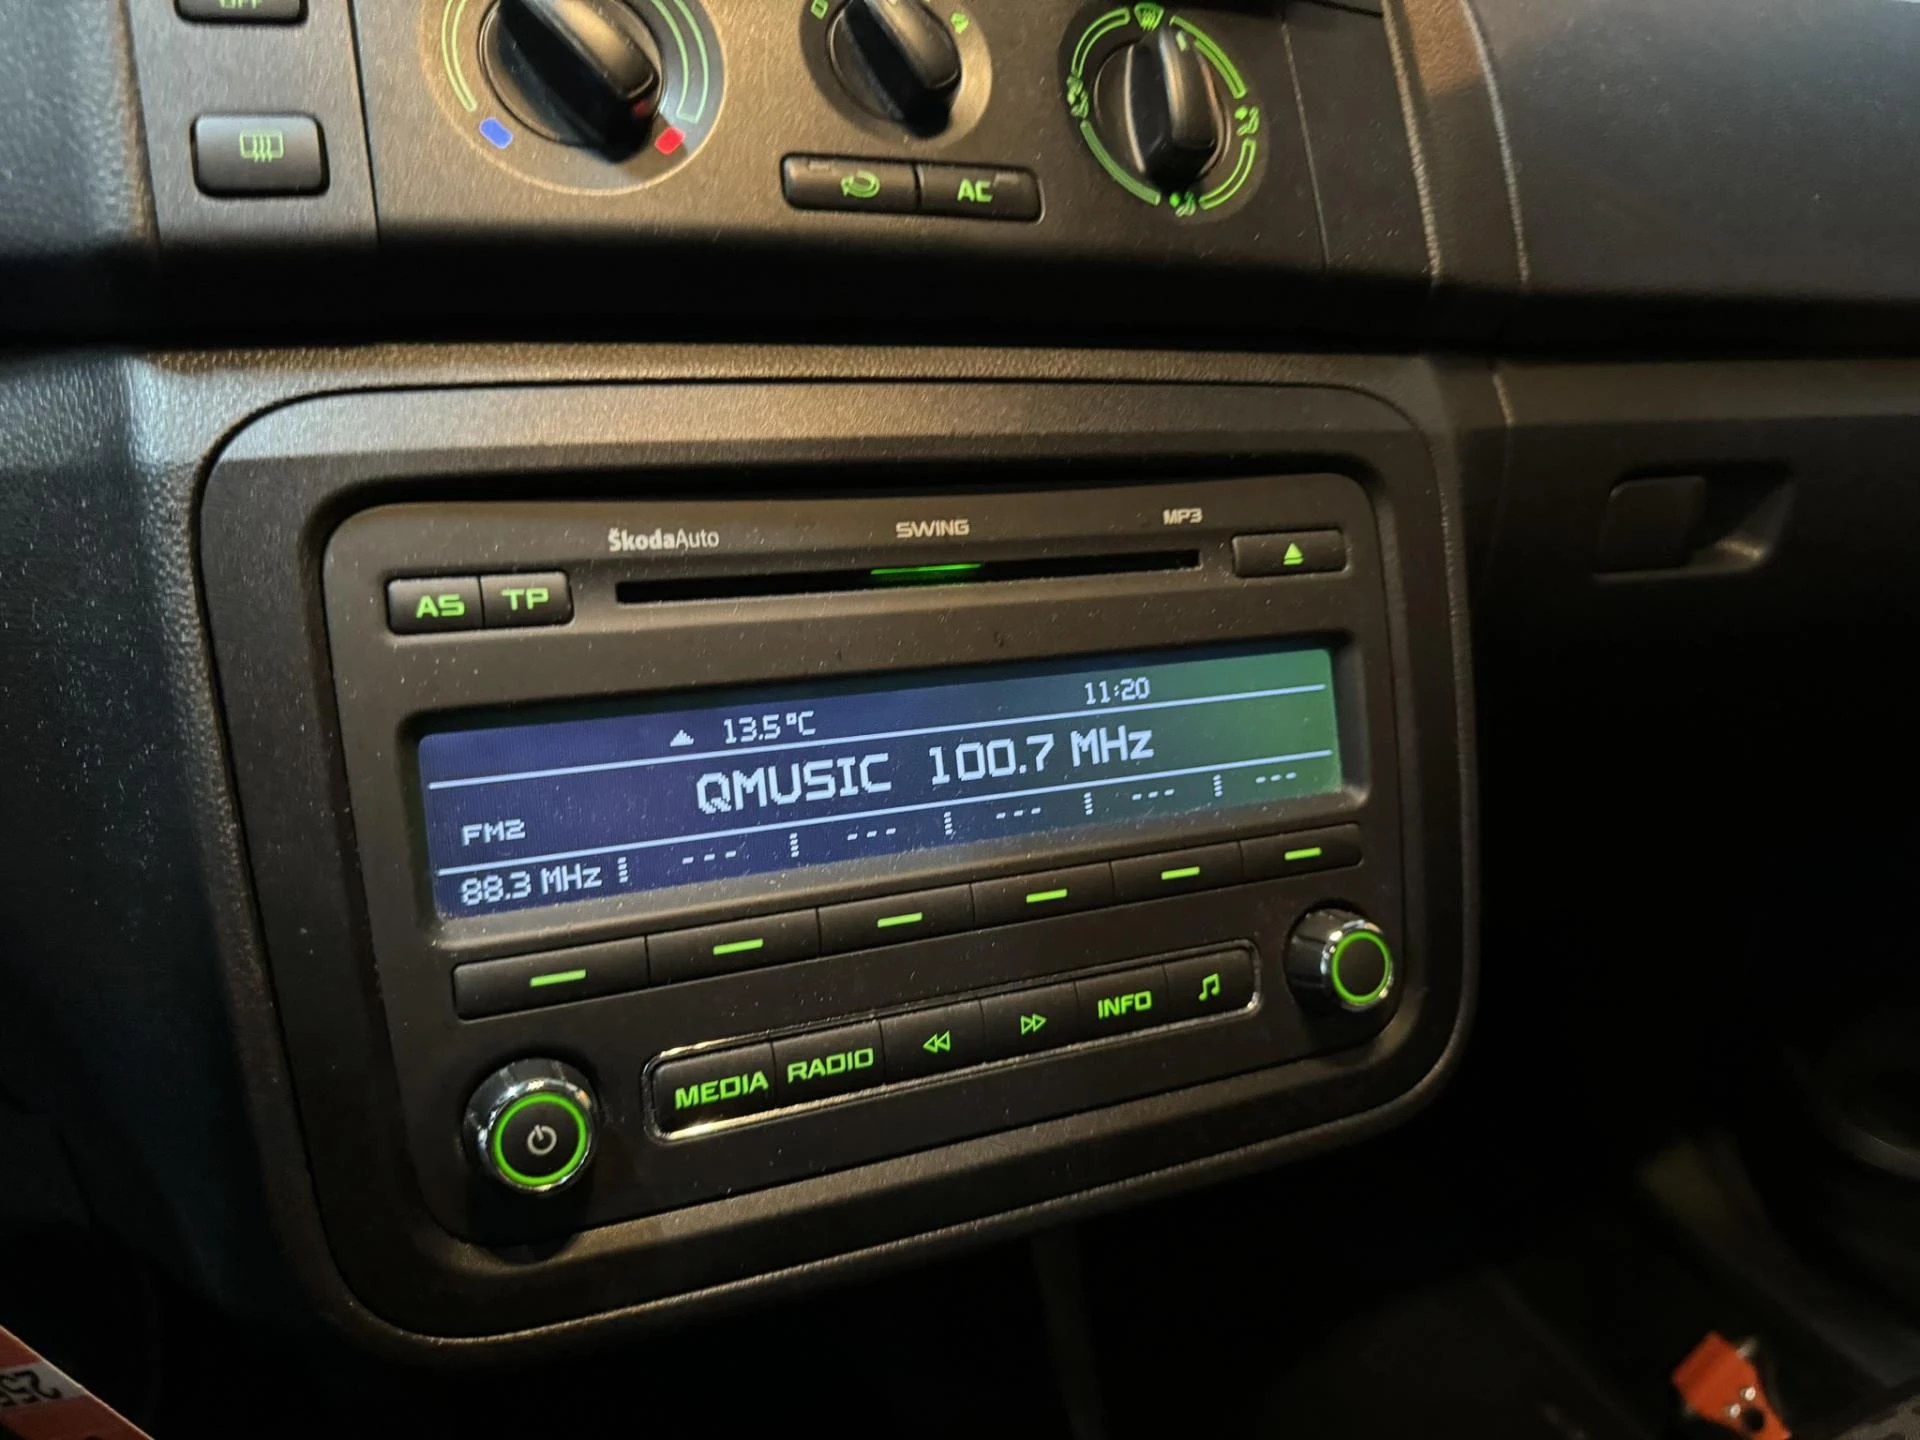 OFF
AC
ŠkodaAuto
SWING
MP3
AS TP
13.5°C
11:20
QMUSIC 100.7 MHz
FM2
88.3 MHz --- --- --- --- ---
MEDIA RADIO INFO